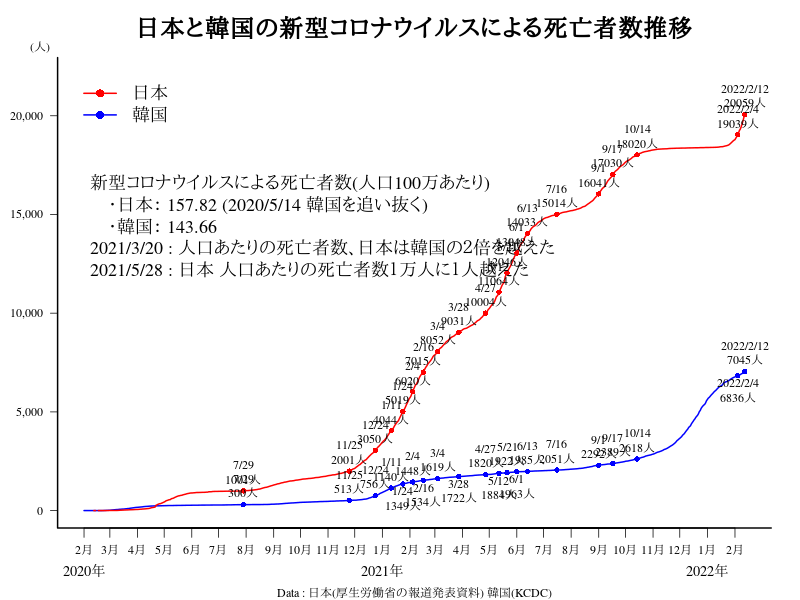 日本と韓国の新型コロナウイルスによる死亡者数推移
(人)
日本
韓国
新型コロナウイルスによる死亡者数(人口100万あたり)
・日本: 157.82 (2020/5/14 韓国を追い抜く)
・韓国: 143.66
2021/3/20 : 人口あたりの死亡者数、日本は韓国の2倍を超えた
2021/5/28 : 日本 人口あたりの死亡者数1万人に1人越えた
20,000
15,000
10,000
5,000
0
2022/2/12
20059人
2022/2/4
19039人
10/14
18020人
9/17
17030人
9/1
16041人
7/16
15014人
6/13
14033人
6/1
12046人
11064人
4/27
10004人
3/28
9031人
3/4
8052人
2/16
7015人
2/4
6020人
1/24
5019人
1/11
4044人
12/24
3050人
11/25
2001人
7/29
2022/2/12
7045人
2022/2/4
6836人
10/14
2618人
9/17
2389人
9/1
2292人
7/16
2051人
6/13
1985人
6/1
1963人
5/21
1922人
5/12
1884人
4/27
1820人
3/28
1722人
3/4
1619人
2/16
1534人
2/4
1448人
1/24
1349人
1/11
1140人
12/24
756人
11/25
513人
300人
2月 3月 4月 5月 6月 7月 8月 9月 10月 11月 12月 1月 2月 3月 4月 5月 6月 7月 8月 9月 10月 11月 12月 1月 2月
2020年 2021年 2022年
Data : 日本(厚生労働省の報道発表資料) 韓国(KCDC)